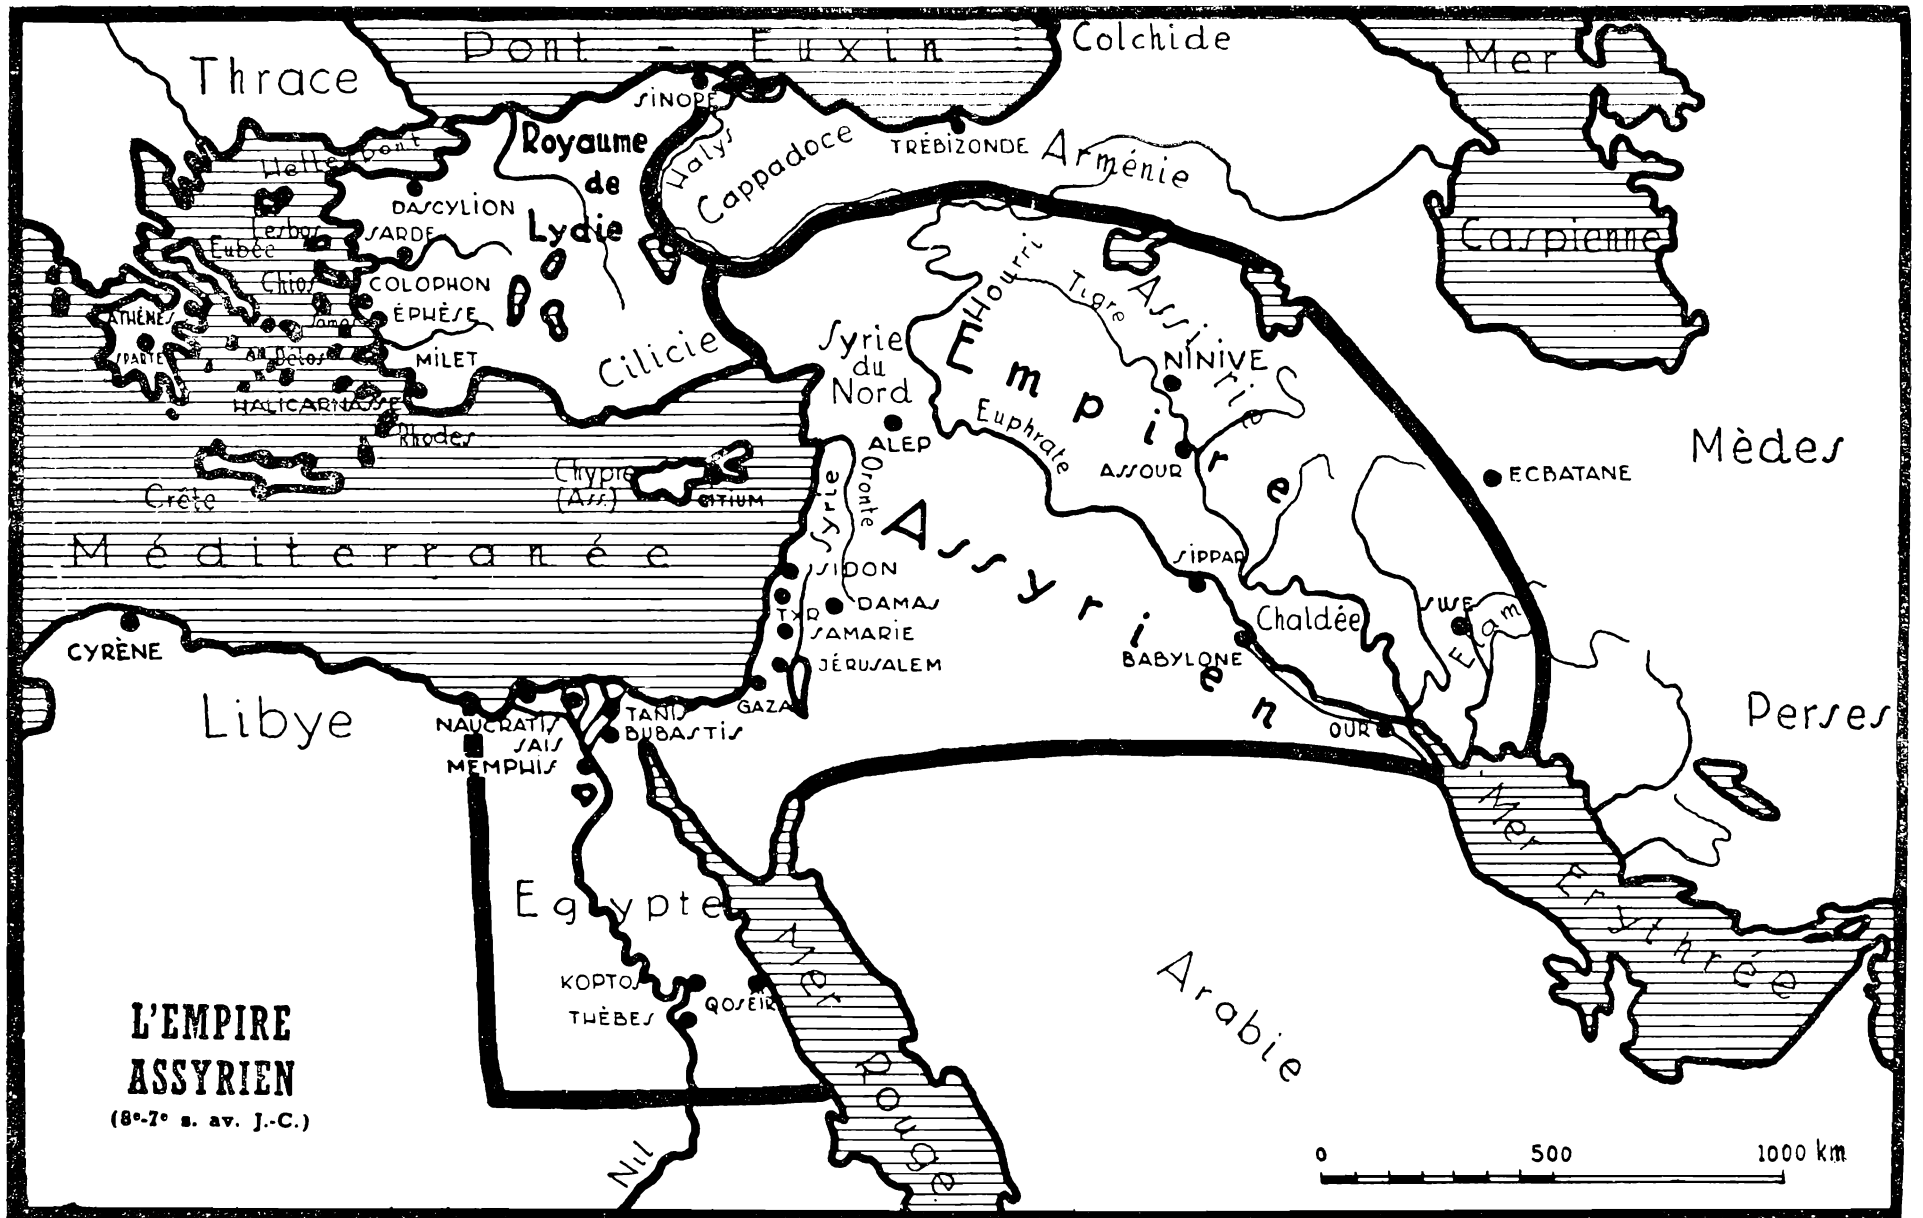 Pont - Euxin
Colchide
Mer
Caspienne
Thrace
SINOPE
Royaume
de
Lydie
Halys
Cappadoce
TRÉBIZONDE
Arménie
Hellespont
DASCYLION
Lesbos
SARDE
Eubée
Chios
COLOPHON
ÉPHÈSE
ATHÈNES
Samos
SPARTE
Délos
MILET
Cilicie
HALICARNASSE
Rhodes
Crête
Chypre
(Ass.)
CITIUM
Méditerranée
Hourri
Tigre
Assirie
Syrie
du
Nord
NINIVE
ALEP
Euphrate
ASSOUR
Empire
Assyrien
Mèdes
ECBATANE
Oronte
Syrie
SIDON
TYR
DAMAS
SAMARIE
JÉRUSALEM
GAZA
SIPPAR
Chaldée
BABYLONE
SUSE
Elam
OUR
Perses
CYRÈNE
Libye
NAUCRATIS
SAIS
MEMPHIS
TANIS
BUBASTIS
Egypte
KOPTOS
QOSEIR
THÈBES
Mer Rouge
Mer Erythrée
Arabie
Nil
L'EMPIRE
ASSYRIEN
(8e-7e s. av. J.-C.)
0 500 1000 km